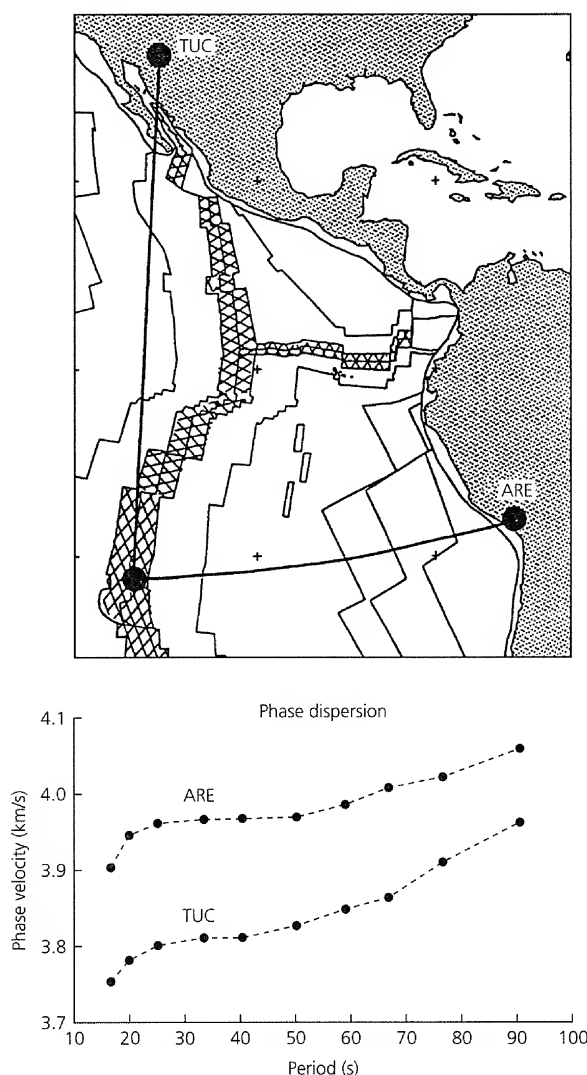 TUC
ARE
Phase dispersion
4.1
4.0
3.9
3.8
3.7
Phase velocity (km/s)
ARE
TUC
10 20 30 40 50 60 70 80 90 100
Period (s)